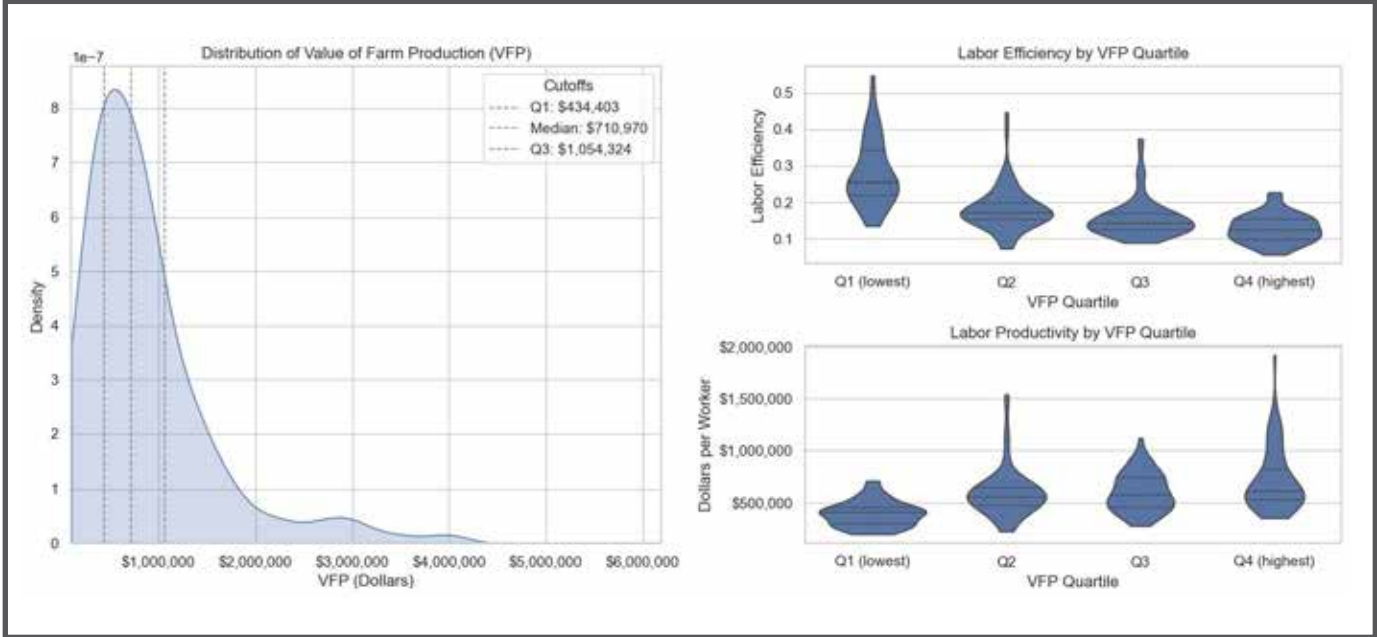 Distribution of Value of Farm Production (VFP)
1e−7
Cutoffs
Q1: $434,403
Median: $710,970
Q3: $1,054,324
8
7
6
5
4
3
2
1
0
Density
$1,000,000 $2,000,000 $3,000,000 $4,000,000 $5,000,000 $6,000,000
VFP (Dollars)
Labor Efficiency by VFP Quartile
0.5
0.4
0.3
0.2
0.1
Labor Efficiency
Q1 (lowest) Q2 Q3 Q4 (highest)
VFP Quartile
Labor Productivity by VFP Quartile
$2,000,000
$1,500,000
$1,000,000
$500,000
Dollars per Worker
Q1 (lowest) Q2 Q3 Q4 (highest)
VFP Quartile